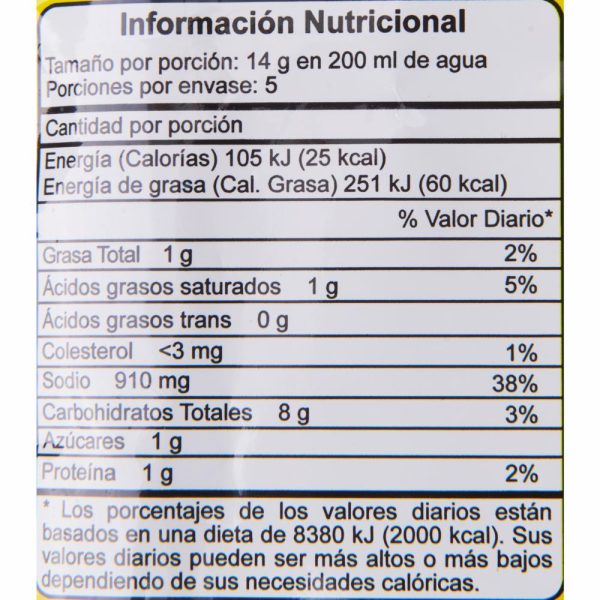 Información Nutricional
Tamaño por porción: 14 g en 200 ml de agua
Porciones por envase: 5
Cantidad por porción
Energía (Calorías) 105 kJ (25 kcal)
Energía de grasa (Cal. Grasa) 251 kJ (60 kcal)
% Valor Diario*
Grasa Total 1 g 2%
Ácidos grasos saturados 1 g 5%
Ácidos grasos trans 0 g
Colesterol <3 mg 1%
Sodio 910 mg 38%
Carbohidratos Totales 8 g 3%
Azúcares 1 g
Proteína 1 g 2%
* Los porcentajes de los valores diarios están
basados en una dieta de 8380 kJ (2000 kcal). Sus
valores diarios pueden ser más altos o más bajos
dependiendo de sus necesidades calóricas.